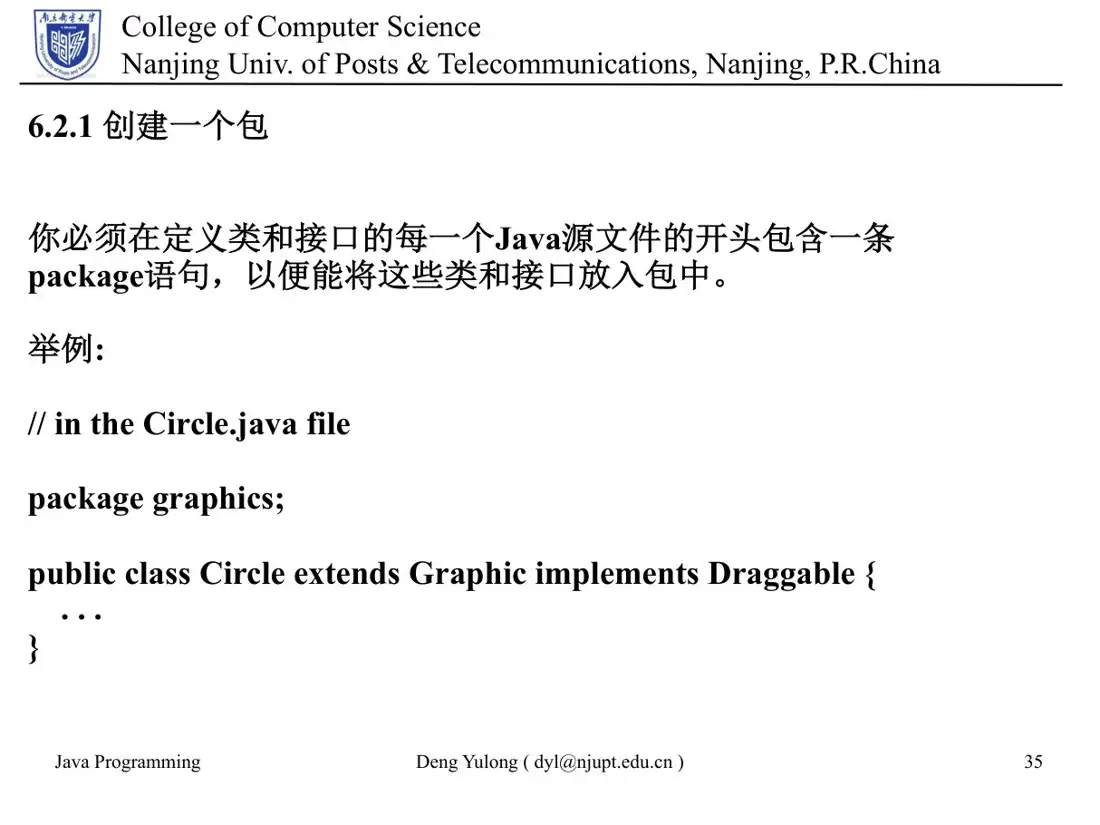 College of Computer Science
Nanjing Univ. of Posts & Telecommunications, Nanjing, P.R.China
6.2.1 创建一个包
你必须在定义类和接口的每一个Java源文件的开头包含一条
package语句，以便能将这些类和接口放入包中。
举例:
// in the Circle.java file
package graphics;
public class Circle extends Graphic implements Draggable {
. . .
}
Java Programming
Deng Yulong ( dyl@njupt.edu.cn )
35